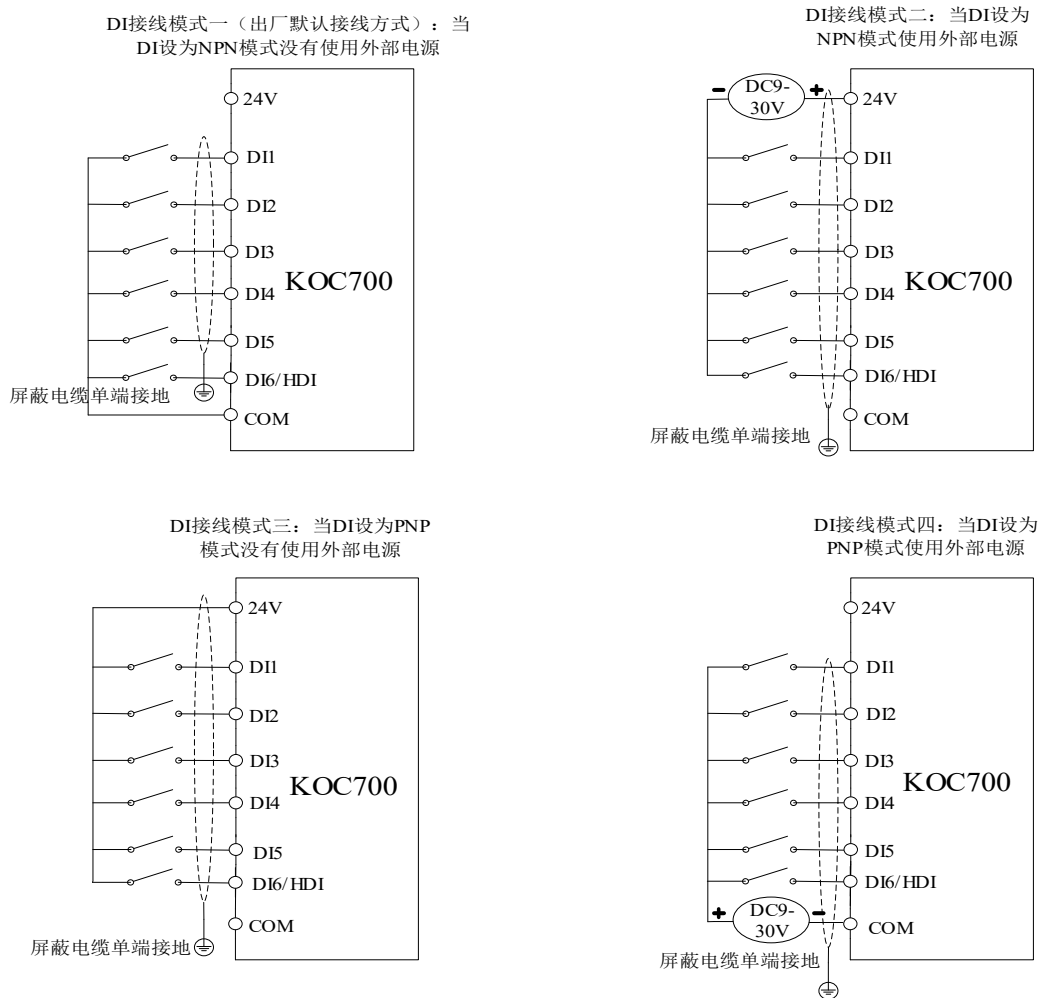 DI接线模式一（出厂默认接线方式）：当
DI设为NPN模式没有使用外部电源
24V
DI1
DI2
DI3
KOC700
DI4
DI5
DI6/HDI
屏蔽电缆单端接地
COM
DI接线模式二：当DI设为
NPN模式使用外部电源
- DC9- +
30V
24V
DI1
DI2
DI3
KOC700
DI4
DI5
DI6/HDI
COM
屏蔽电缆单端接地
DI接线模式三：当DI设为PNP
模式没有使用外部电源
24V
DI1
DI2
DI3
KOC700
DI4
DI5
DI6/HDI
COM
屏蔽电缆单端接地
DI接线模式四：当DI设为
PNP模式使用外部电源
24V
DI1
DI2
DI3
KOC700
DI4
DI5
DI6/HDI
+ DC9- -
30V
COM
屏蔽电缆单端接地